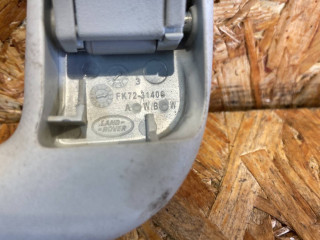 FK72-31406
A W/B W
LAND-
ROVER